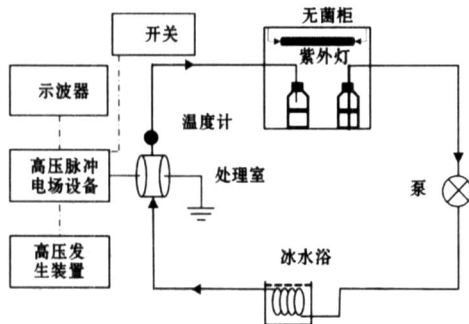 无菌柜
开关
紫外灯
示波器
温度计
高压脉冲
电场设备
处理室
泵
高压发
生装置
冰水浴